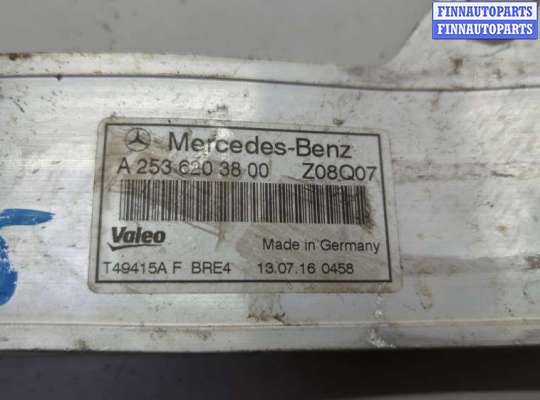 FINNAUTOPARTS
FINNAUTOPARTS
Mercedes-Benz
A 253 620 38 00 Z08Q07
Valeo
Made in Germany
T49415A F BRE4 13.07.16 0458